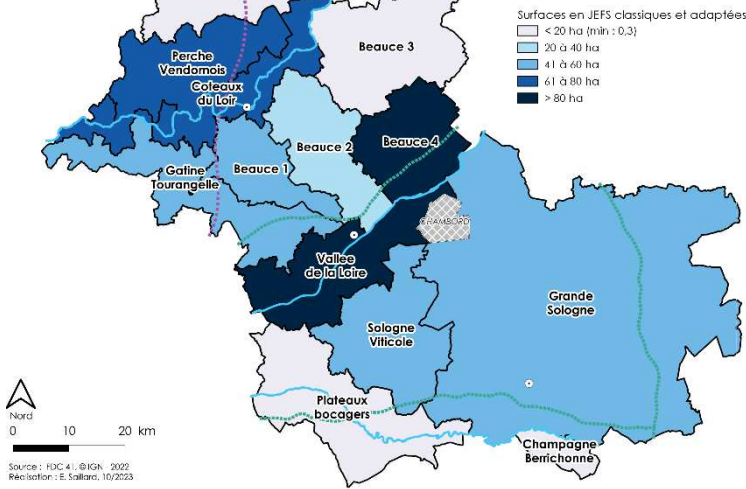 Surfaces en JEFS classiques et adaptées
< 20 ha (min : 0,3)
20 à 40 ha
41 à 60 ha
61 à 80 ha
> 80 ha
Beauce 3
Perche
Vendomois
Coteaux
du Loir
Beauce 2
Beauce 4
Gatine
Tourangelle
Beauce 1
CHAMBORD
Vallee
de la Loire
Grande
Sologne
Sologne
Viticole
Plateaux
bocagers
Champagne
Berrichonne
Nord
0 10 20 km
Source : FDC 41, @IGN - 2022
Réalisation : E. Saillard, 10/2023